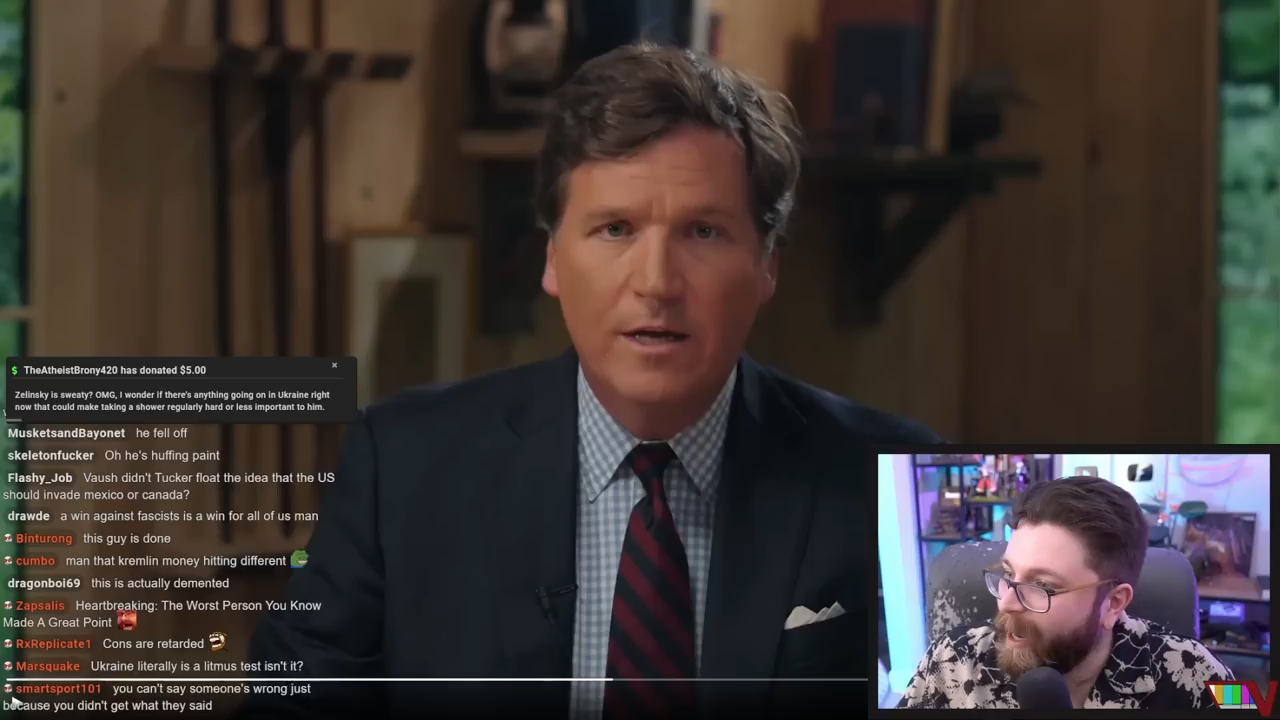 $ TheAtheistBrony420 has donated $5.00
Zelinsky is sweaty? OMG, I wonder if there's anything going on in Ukraine right
now that could make taking a shower regularly hard or less important to him.
MusketsandBayonet he fell off
skeletonfucker Oh he's huffing paint
Flashy_Job Vaush didn't Tucker float the idea that the US
should invade mexico or canada?
drawde a win against fascists is a win for all of us man
Binturong this guy is done
cumbo man that kremlin money hitting different
dragonboi69 this is actually demented
Zapsalis Heartbreaking: The Worst Person You Know
Made A Great Point
RxReplicate1 Cons are retarded
Marsquake Ukraine literally is a litmus test isn't it?
smartsport101 you can't say someone's wrong just
because you didn't get what they said